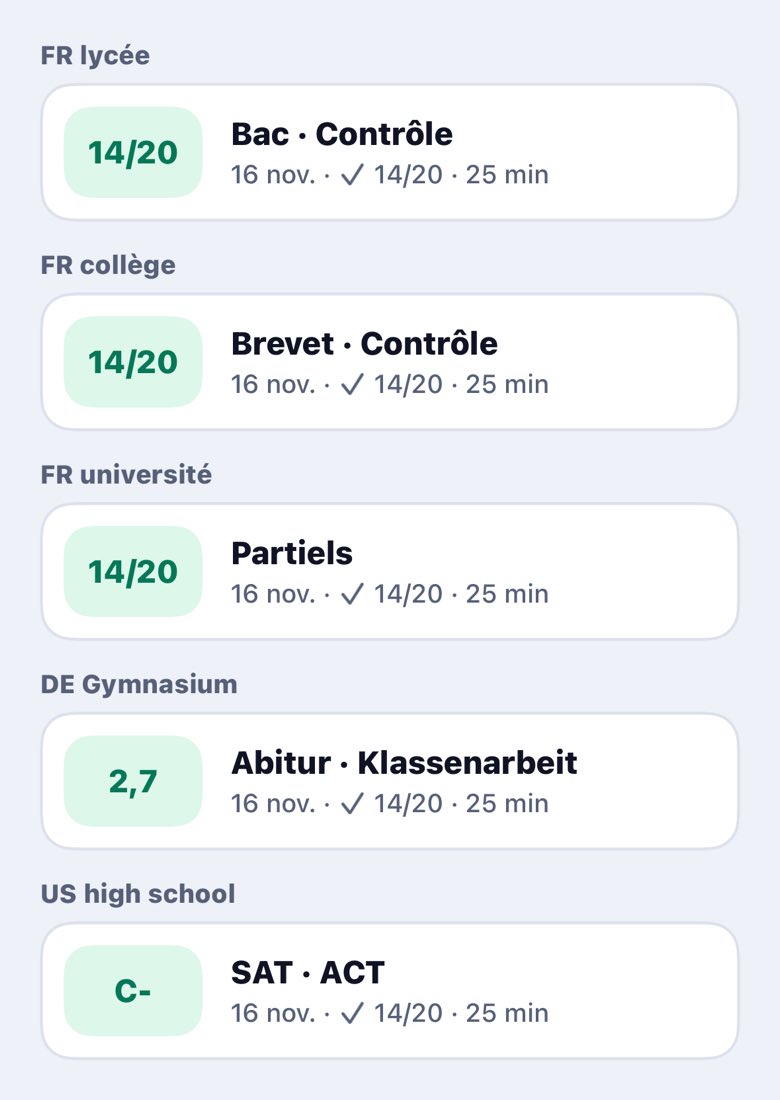 FR lycée
14/20
Bac · Contrôle
16 nov. · ✓ 14/20 · 25 min
FR collège
14/20
Brevet · Contrôle
16 nov. · ✓ 14/20 · 25 min
FR université
14/20
Partiels
16 nov. · ✓ 14/20 · 25 min
DE Gymnasium
2,7
Abitur · Klassenarbeit
16 nov. · ✓ 14/20 · 25 min
US high school
C-
SAT · ACT
16 nov. · ✓ 14/20 · 25 min